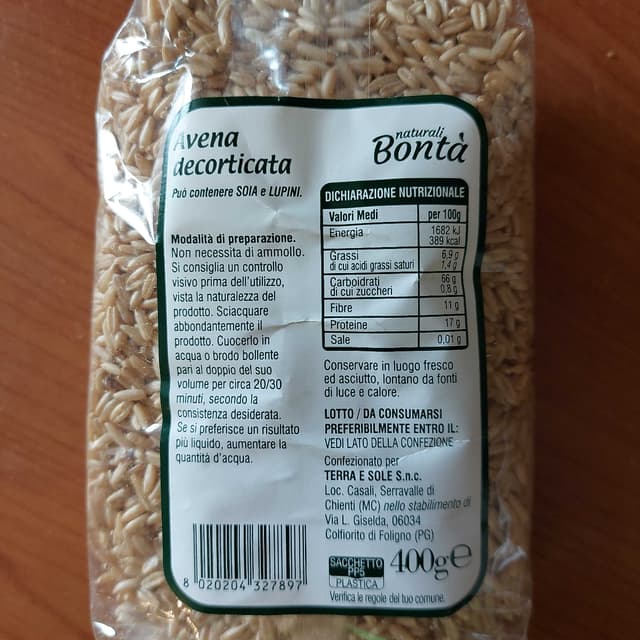 Avena
decorticata
Può contenere SOIA e LUPINI.
Modalità di preparazione.
Non necessita di ammollo.
Si consiglia un controllo
visivo prima dell'utilizzo,
vista la naturalezza del
prodotto. Sciacquare
abbondantemente il
prodotto. Cuocerlo in
acqua o brodo bollente
pari al doppio del suo
volume per circa 20/30
minuti, secondo la
consistenza desiderata.
Se si preferisce un risultato
più liquido, aumentare la
quantità d'acqua.
8 020204 327897
naturali
Bontà
DICHIARAZIONE NUTRIZIONALE
Valori Medi per 100g
Energia 1682 kJ
389 kcal
Grassi 6,9 g
di cui acidi grassi saturi 1,4 g
Carboidrati 66 g
di cui zuccheri 0,8 g
Fibre 11 g
Proteine 17 g
Sale 0,01 g
Conservare in luogo fresco
ed asciutto, lontano da fonti
di luce e calore.
LOTTO / DA CONSUMARSI
PREFERIBILMENTE ENTRO IL:
VEDI LATO DELLA CONFEZIONE
Confezionato per
TERRA E SOLE S.n.c.
Loc. Casali, Serravalle di
Chienti (MC) nello stabilimento di
Via L. Giselda, 06034
Colfiorito di Foligno (PG)
SACCHETTO
PP5
PLASTICA
400g e
Verifica le regole del tuo comune.